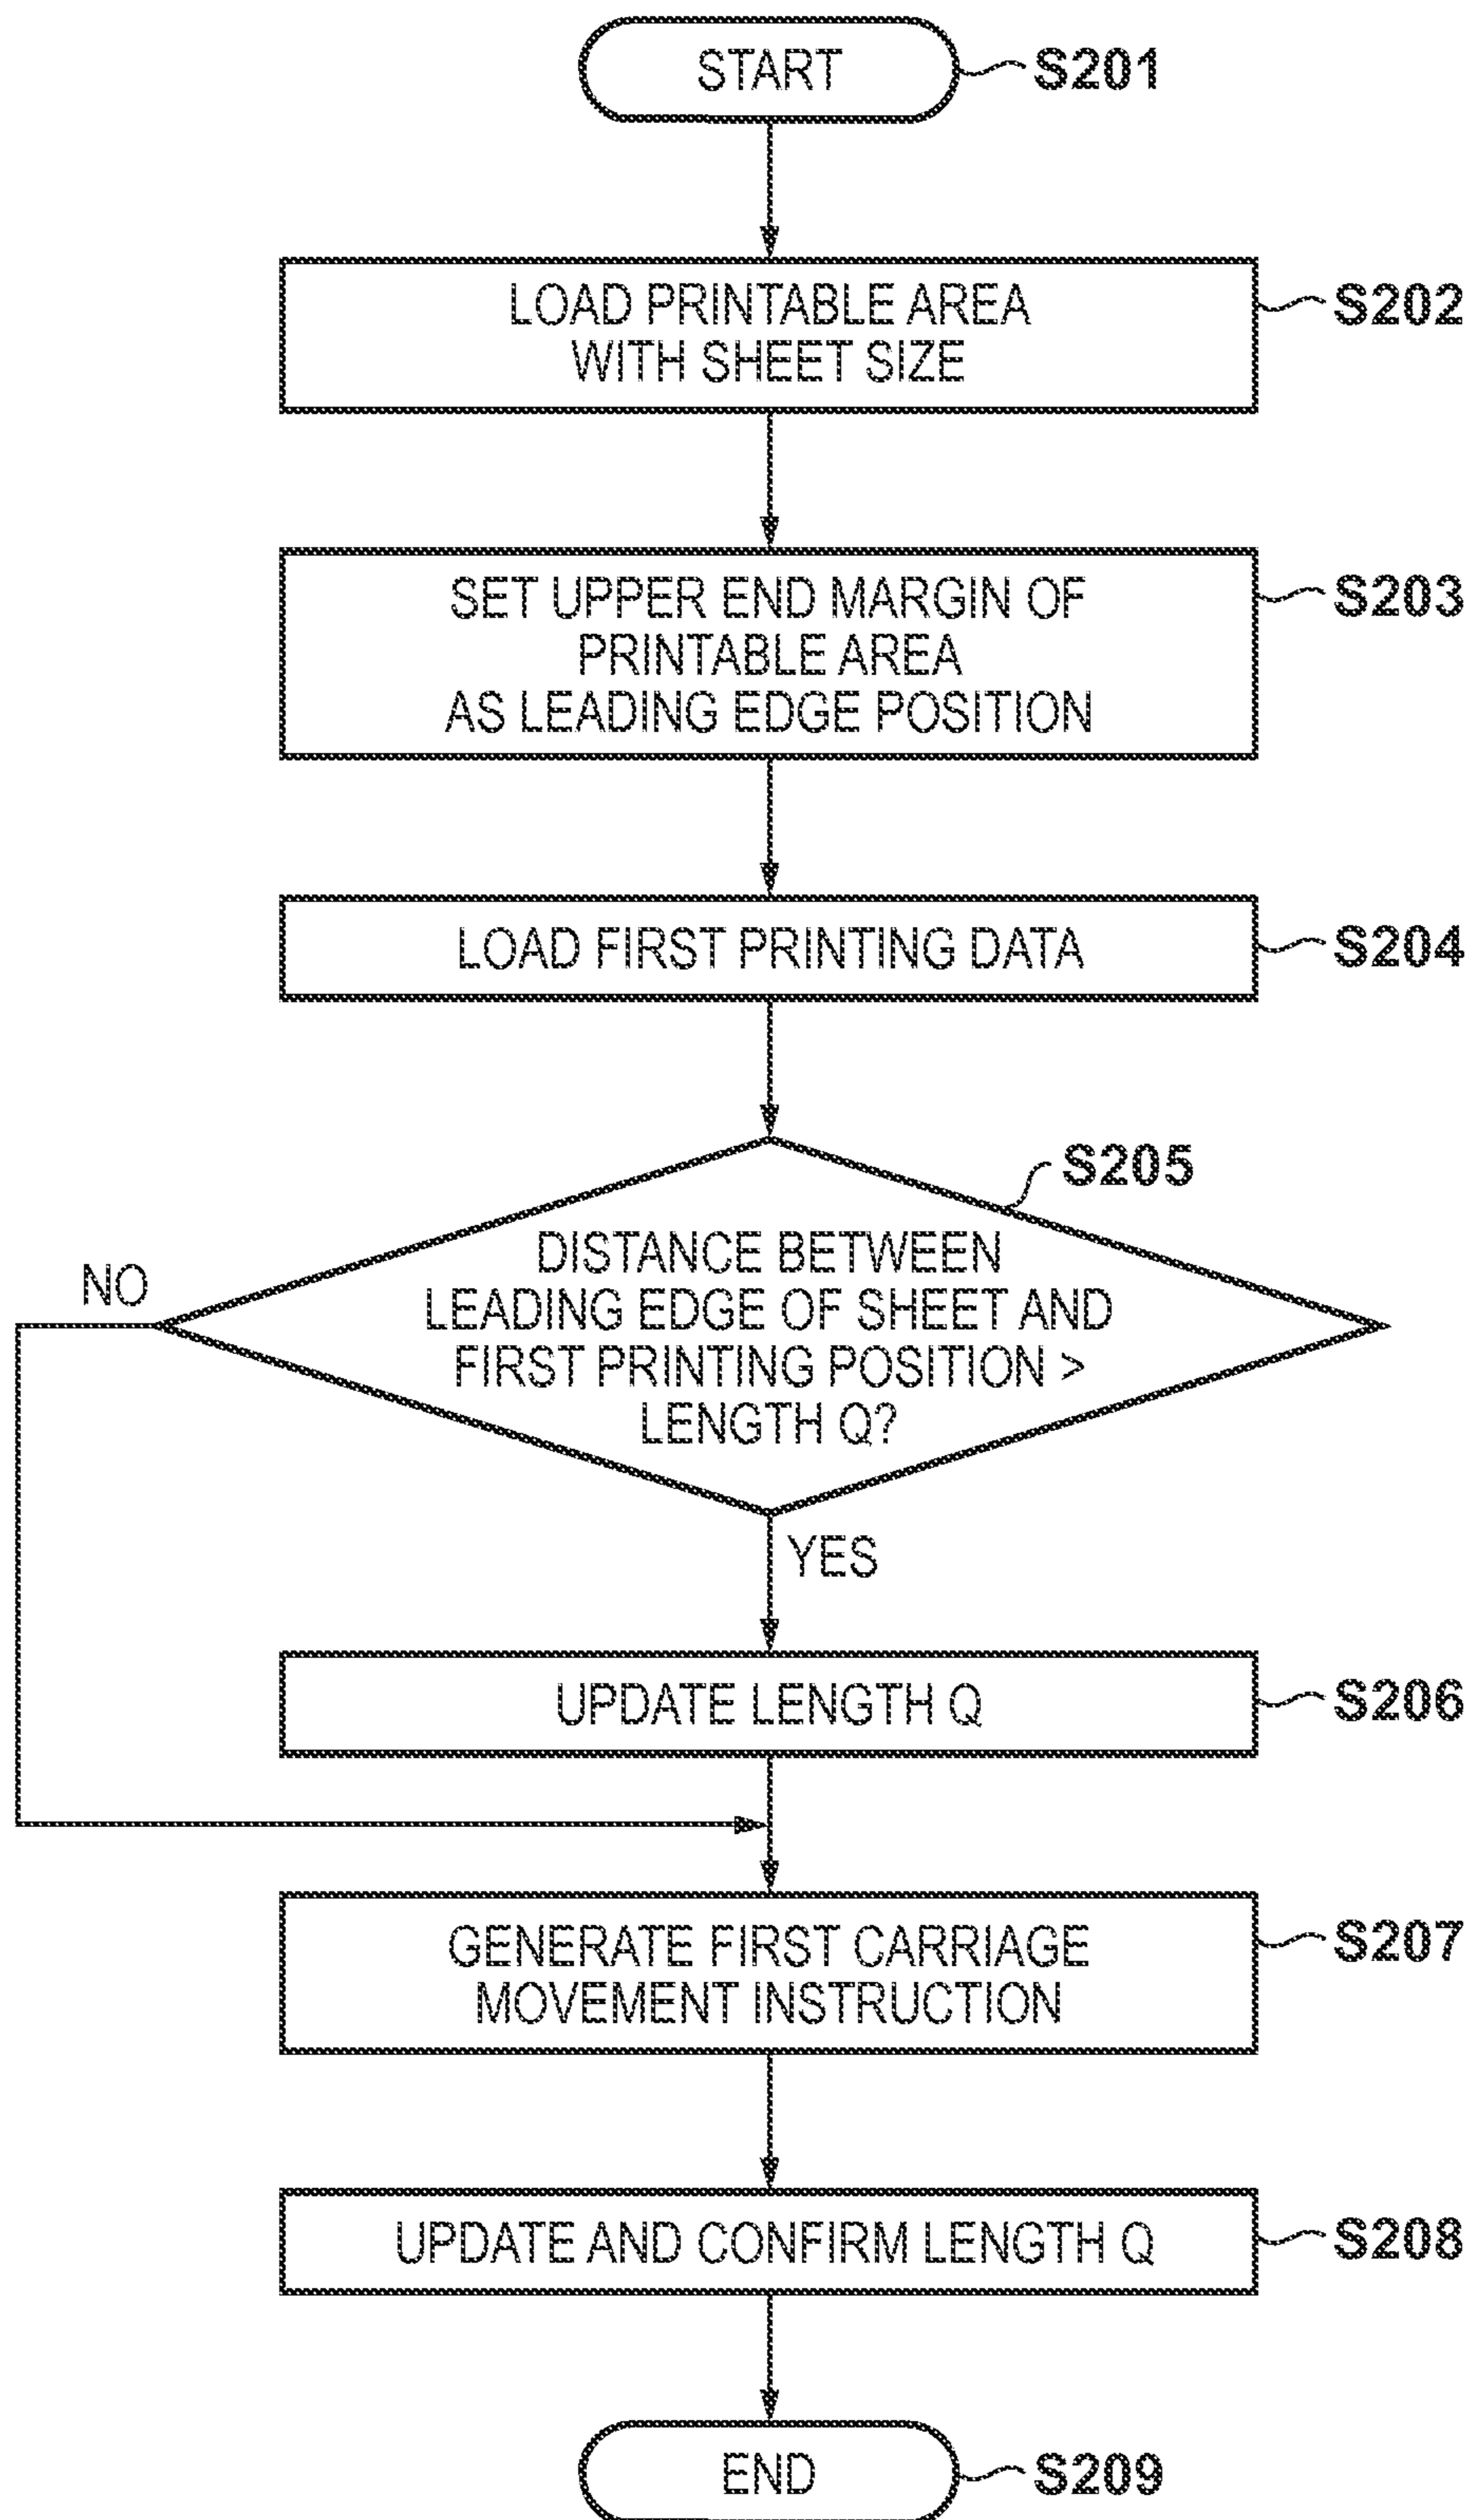 START
S201
LOAD PRINTABLE AREA
WITH SHEET SIZE
S202
SET UPPER END MARGIN OF
PRINTABLE AREA
AS LEADING EDGE POSITION
S203
LOAD FIRST PRINTING DATA
S204
S205
DISTANCE BETWEEN
LEADING EDGE OF SHEET AND
FIRST PRINTING POSITION >
LENGTH Q?
NO
YES
UPDATE LENGTH Q
S206
GENERATE FIRST CARRIAGE
MOVEMENT INSTRUCTION
S207
UPDATE AND CONFIRM LENGTH Q
S208
END
S209